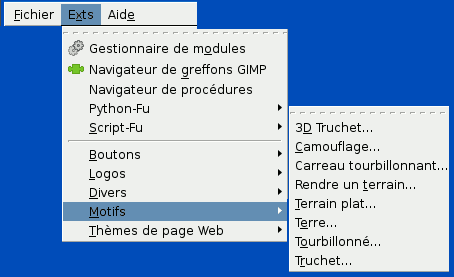 Fichier Exts Aide
Gestionnaire de modules
Navigateur de greffons GIMP
Navigateur de procédures
Python-Fu
Script-Fu
Boutons
Logos
Divers
Motifs
Thèmes de page Web
3D Truchet...
Camouflage...
Carreau tourbillonnant...
Rendre un terrain...
Terrain plat...
Terre...
Tourbillonné...
Truchet...